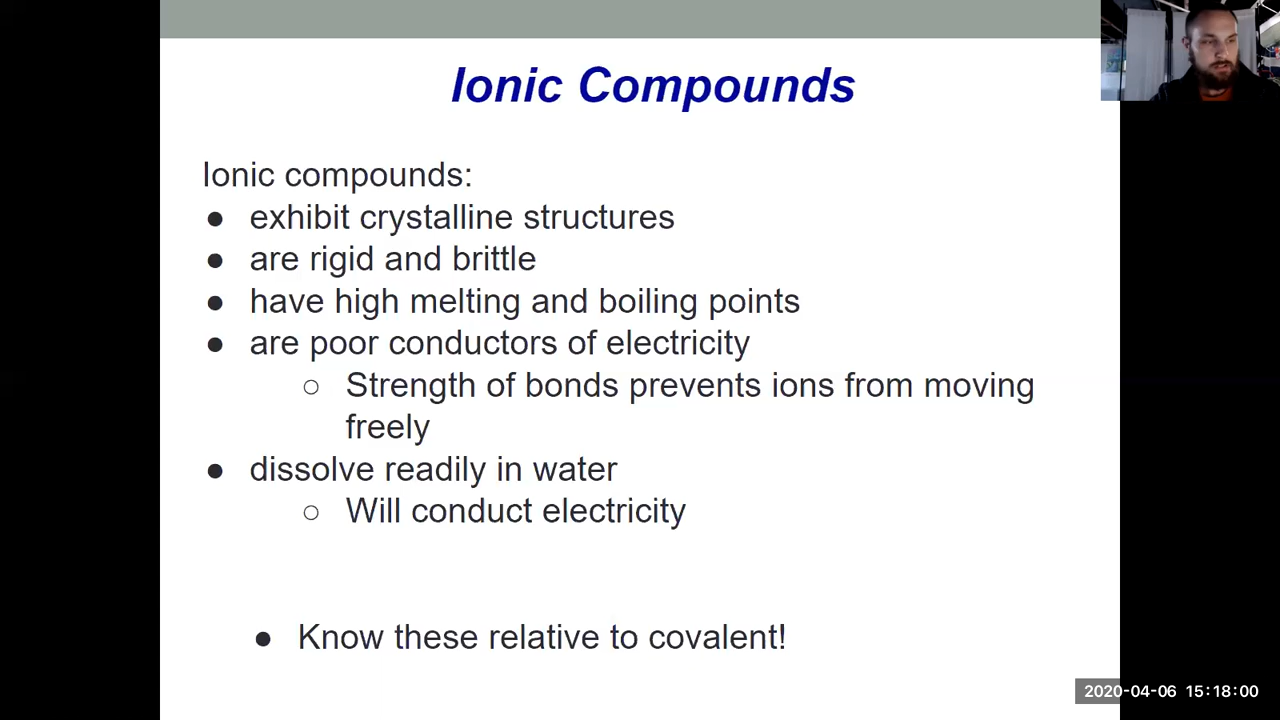 Ionic Compounds
Ionic compounds:
● exhibit crystalline structures
● are rigid and brittle
● have high melting and boiling points
● are poor conductors of electricity
○ Strength of bonds prevents ions from moving
freely
● dissolve readily in water
○ Will conduct electricity
● Know these relative to covalent!
2020-04-06 15:18:00